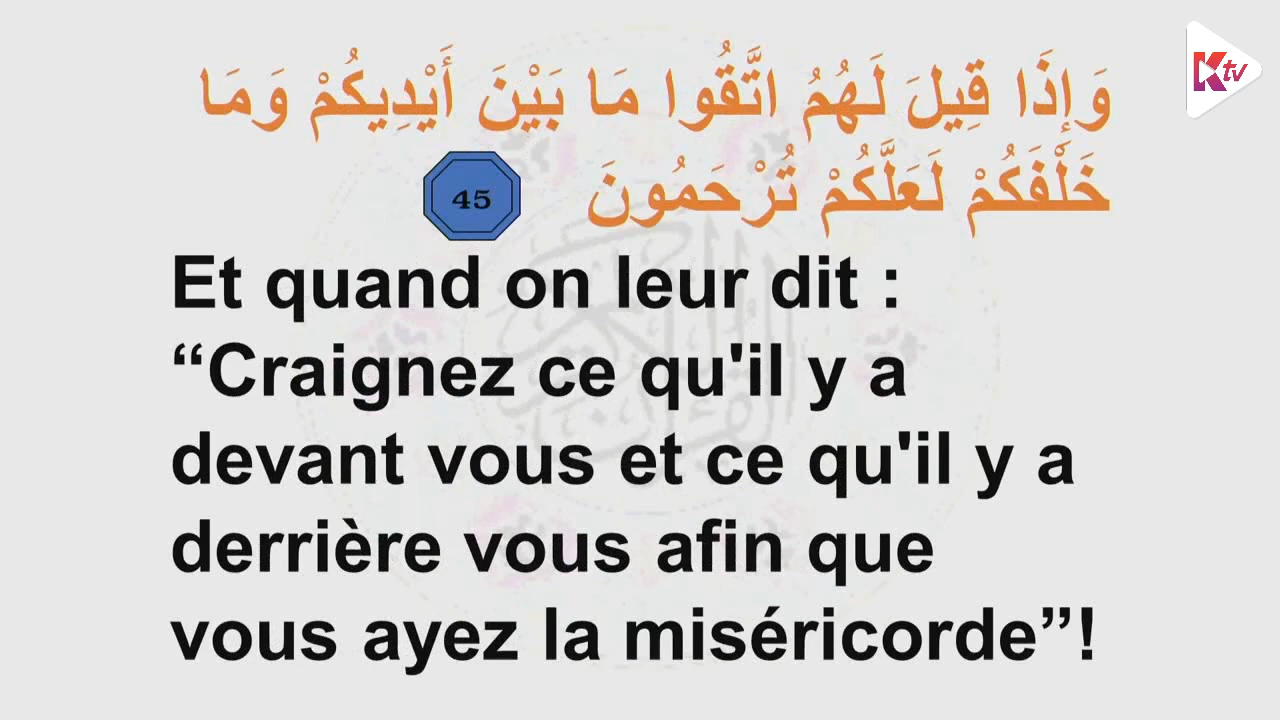 وَإِذَا قِيلَ لَهُمُ اتَّقُوا مَا بَيْنَ أَيْدِيكُمْ وَمَا
خَلْفَكُمْ لَعَلَّكُمْ تُرْحَمُونَ 45
Et quand on leur dit :
“Craignez ce qu'il y a
devant vous et ce qu'il y a
derrière vous afin que
vous ayez la miséricorde”!
Ktv